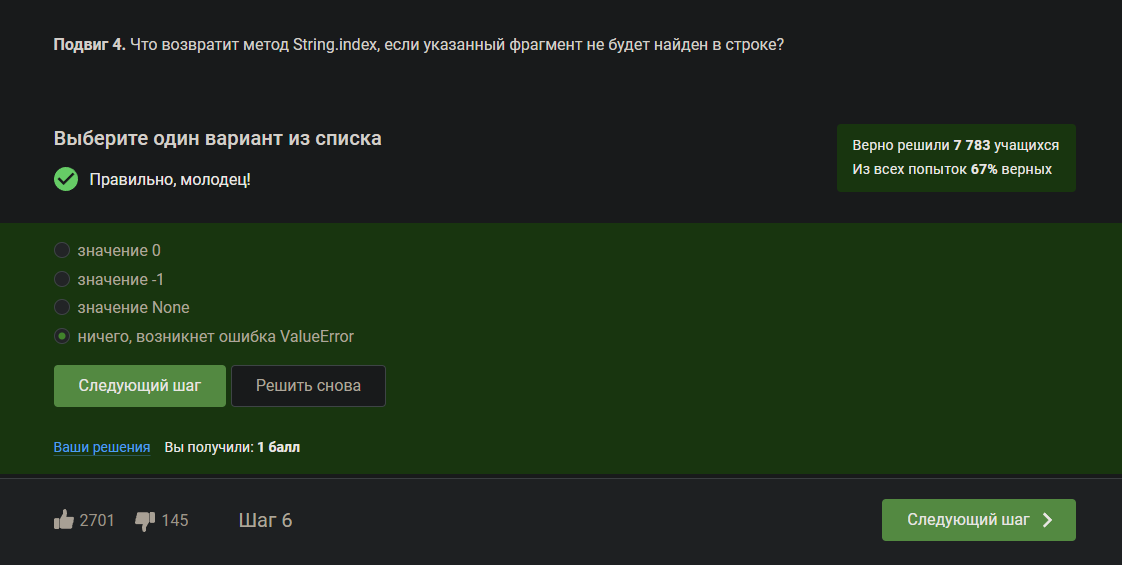 Подвиг 4. Что возвратит метод String.index, если указанный фрагмент не будет найден в строке?
Выберите один вариант из списка
Верно решили 7 783 учащихся
Из всех попыток 67% верных
Правильно, молодец!
значение 0
значение -1
значение None
ничего, возникнет ошибка ValueError
Следующий шаг
Решить снова
Ваши решения Вы получили: 1 балл
2701 145 Шаг 6
Следующий шаг